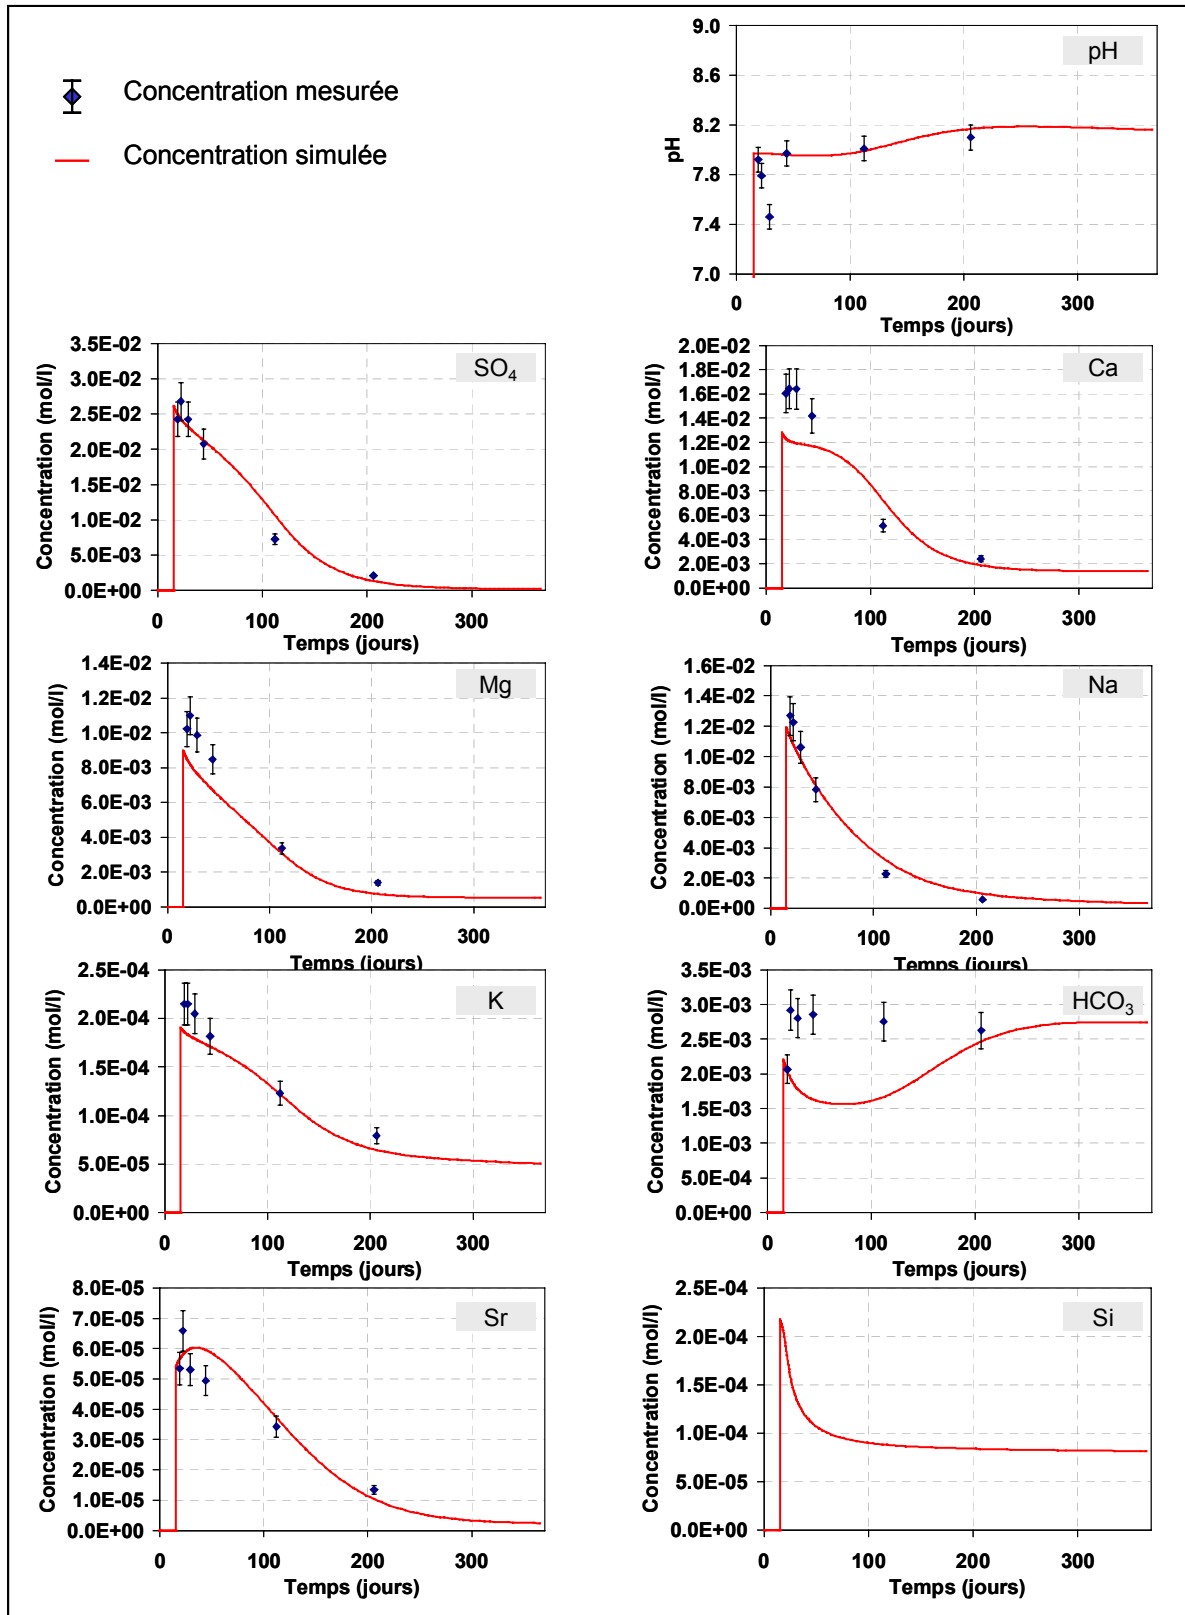 Concentration mesurée
Concentration simulée
pH
pH
9.0
8.6
8.2
7.8
7.4
7.0
0 100 200 300
Temps (jours)
SO4
Concentration (mol/l)
3.5E-02
3.0E-02
2.5E-02
2.0E-02
1.5E-02
1.0E-02
5.0E-03
0.0E+00
0 100 200 300
Temps (jours)
Ca
Concentration (mol/l)
2.0E-02
1.8E-02
1.6E-02
1.4E-02
1.2E-02
1.0E-02
8.0E-03
6.0E-03
4.0E-03
2.0E-03
0.0E+00
0 100 200 300
Temps (jours)
Mg
Concentration (mol/l)
1.4E-02
1.2E-02
1.0E-02
8.0E-03
6.0E-03
4.0E-03
2.0E-03
0.0E+00
0 100 200 300
Temps (jours)
Na
Concentration (mol/l)
1.6E-02
1.4E-02
1.2E-02
1.0E-02
8.0E-03
6.0E-03
4.0E-03
2.0E-03
0.0E+00
0 100 200 300
Temps (jours)
K
Concentration (mol/l)
2.5E-04
2.0E-04
1.5E-04
1.0E-04
5.0E-05
0.0E+00
0 100 200 300
Temps (jours)
HCO3
Concentration (mol/l)
3.5E-03
3.0E-03
2.5E-03
2.0E-03
1.5E-03
1.0E-03
5.0E-04
0.0E+00
0 100 200 300
Temps (jours)
Sr
Concentration (mol/l)
8.0E-05
7.0E-05
6.0E-05
5.0E-05
4.0E-05
3.0E-05
2.0E-05
1.0E-05
0.0E+00
0 100 200 300
Temps (jours)
Si
Concentration (mol/l)
2.5E-04
2.0E-04
1.5E-04
1.0E-04
5.0E-05
0.0E+00
0 100 200 300
Temps (jours)